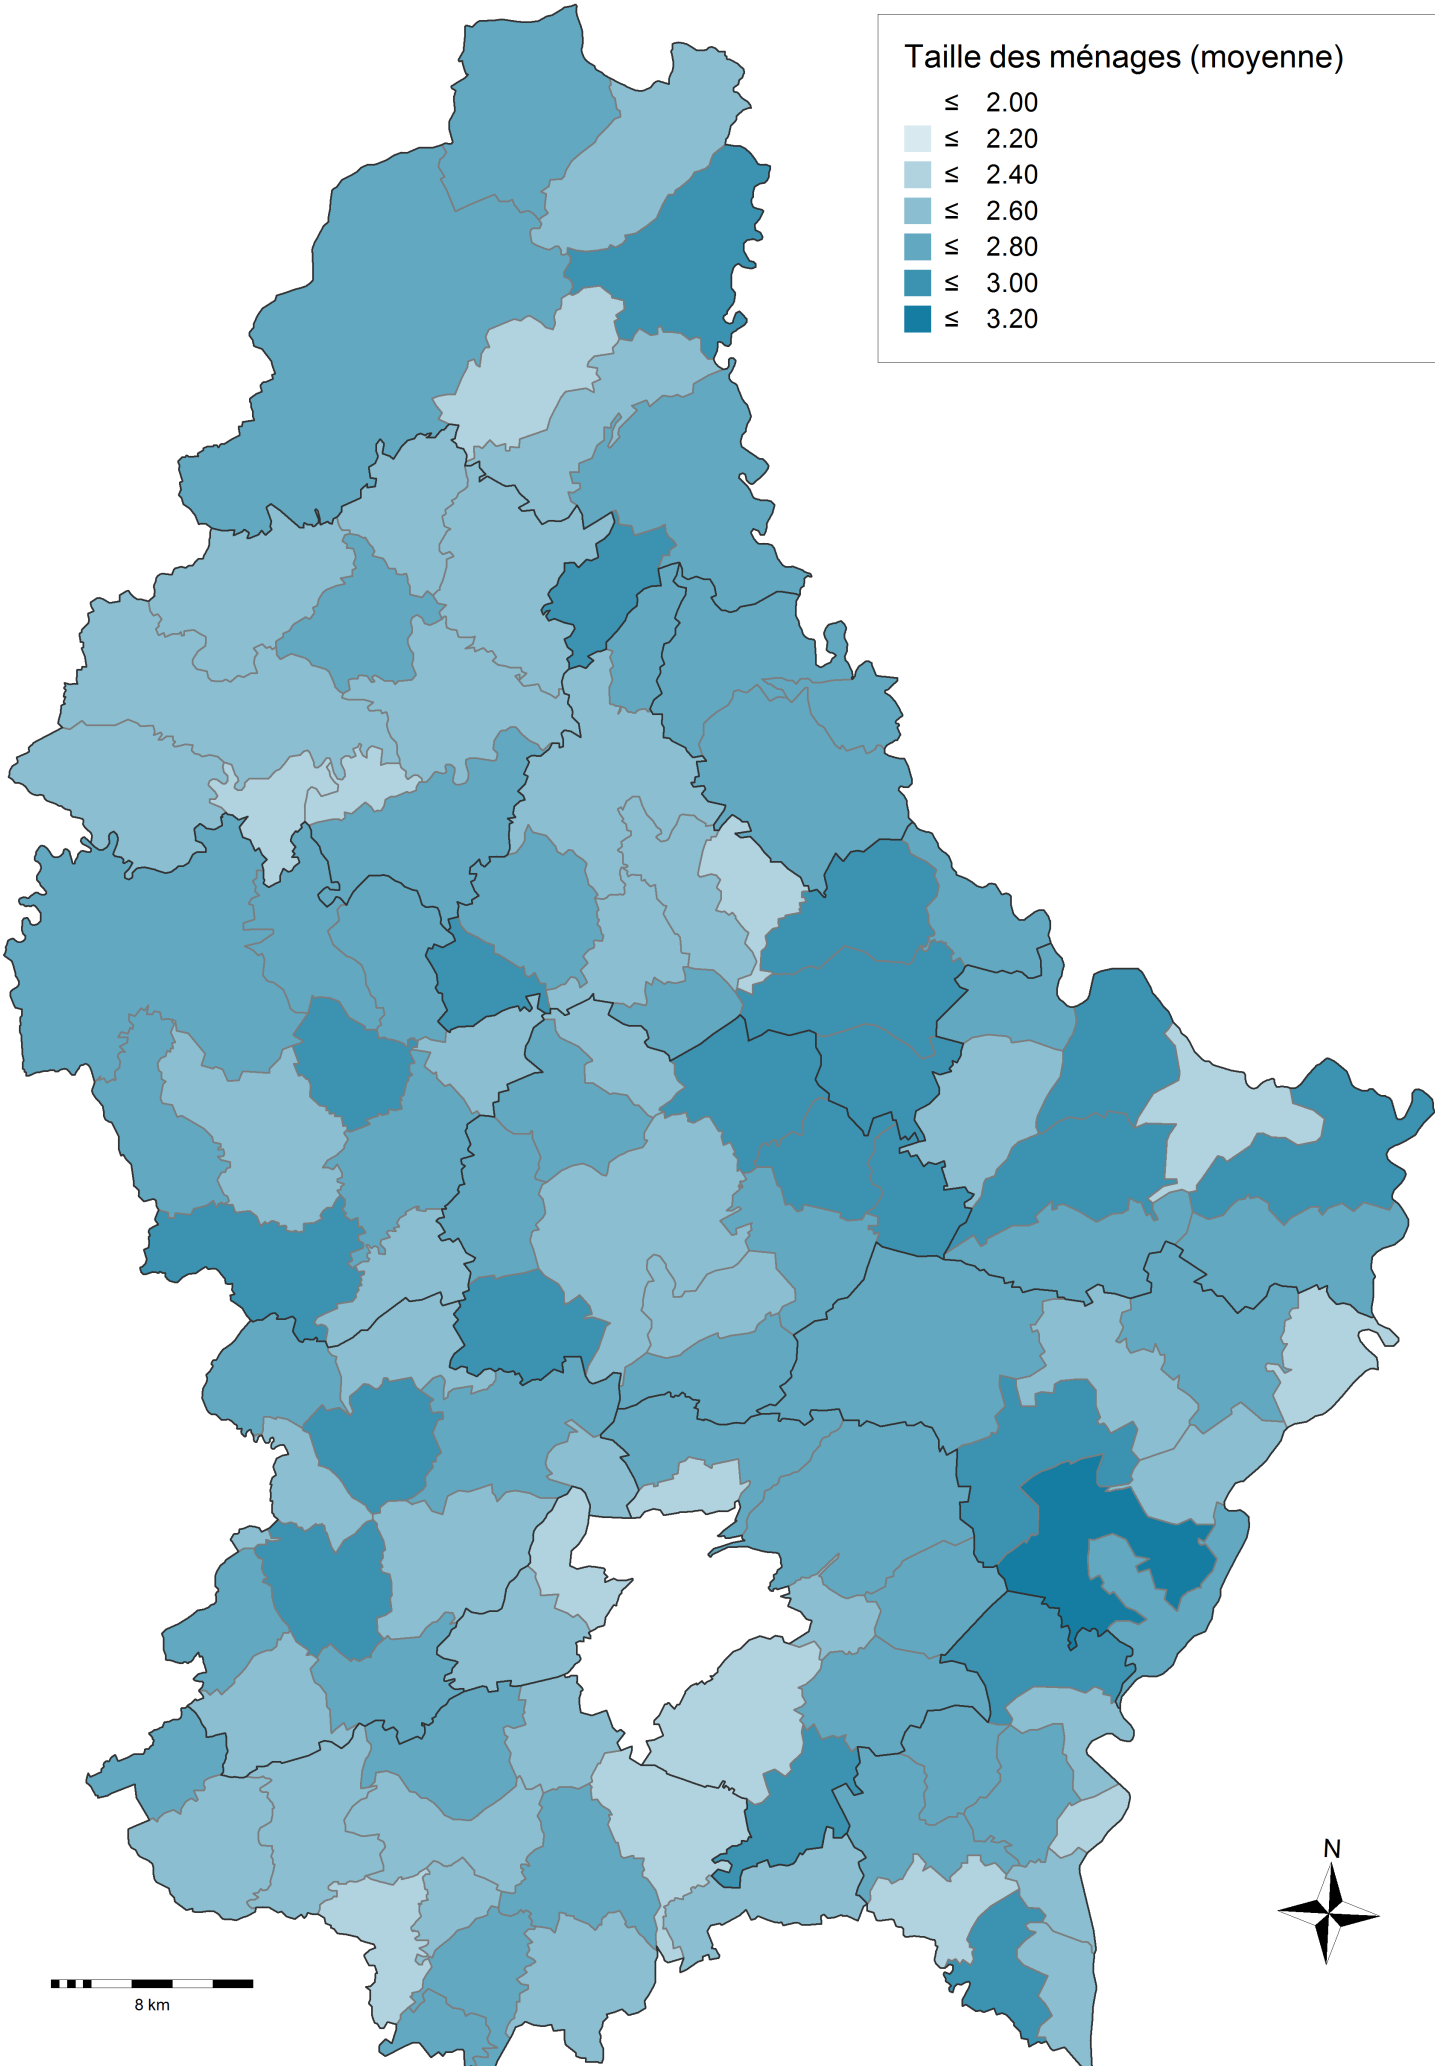 Taille des ménages (moyenne)
≤ 2.00
≤ 2.20
≤ 2.40
≤ 2.60
≤ 2.80
≤ 3.00
≤ 3.20
N
8 km